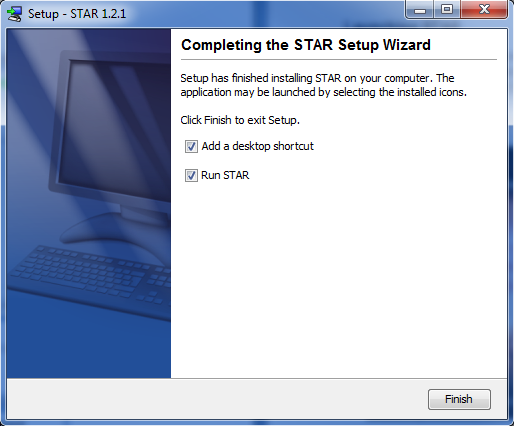 Setup - STAR 1.2.1
Completing the STAR Setup Wizard
Setup has finished installing STAR on your computer. The
application may be launched by selecting the installed icons.
Click Finish to exit Setup.
Add a desktop shortcut
Run STAR
Finish